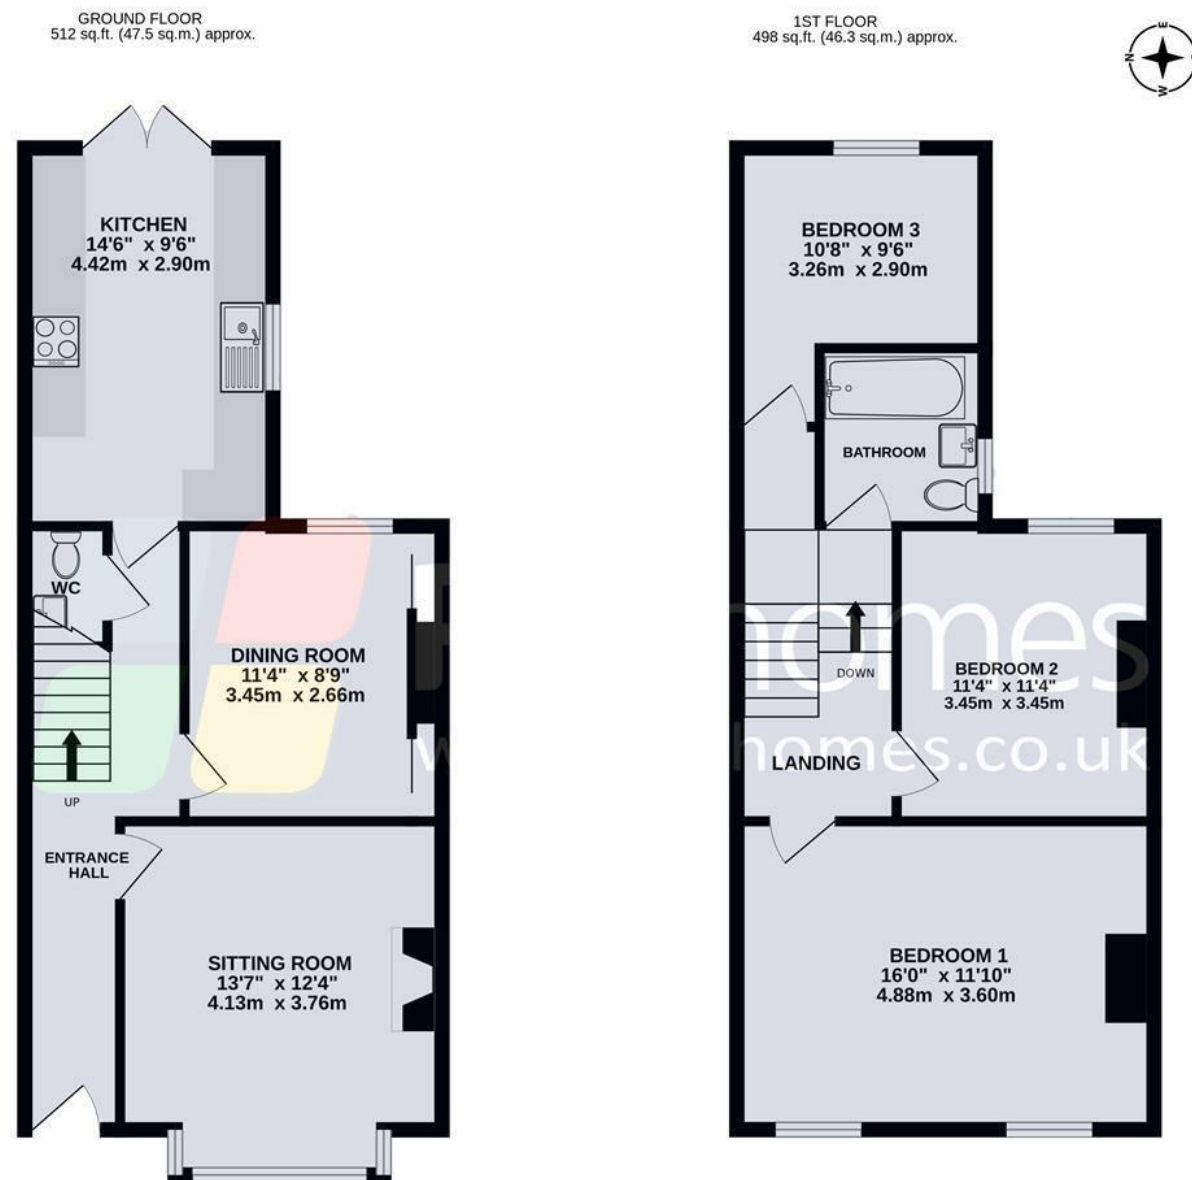 GROUND FLOOR
512 sq.ft. (47.5 sq.m.) approx.
KITCHEN
14'6" x 9'6"
4.42m x 2.90m
WC
DINING ROOM
11'4" x 8'9"
3.45m x 2.66m
UP
ENTRANCE
HALL
SITTING ROOM
13'7" x 12'4"
4.13m x 3.76m
1ST FLOOR
498 sq.ft. (46.3 sq.m.) approx.
E
N
W
BEDROOM 3
10'8" x 9'6"
3.26m x 2.90m
BATHROOM
DOWN
BEDROOM 2
11'4" x 11'4"
3.45m x 3.45m
LANDING
BEDROOM 1
16'0" x 11'10"
4.88m x 3.60m
homes
homes.co.uk